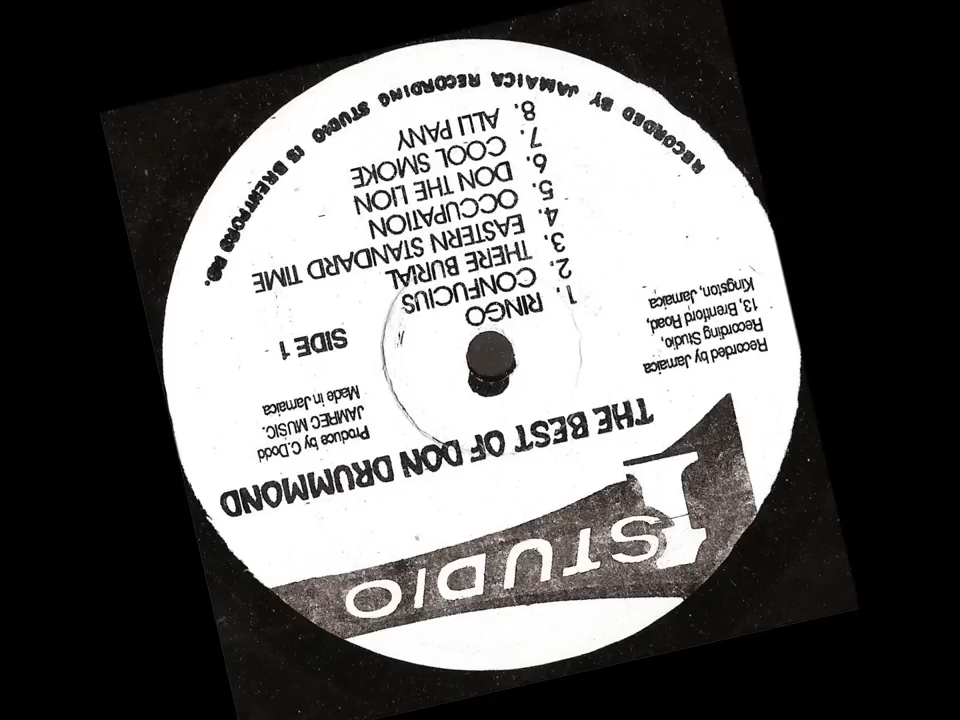 STUDIO 1
THE BEST OF DON DRUMMOND
Recorded by Jamaica
Recording Studio,
13, Brentford Road,
Kingston, Jamaica
Produce by C.Dodd
JAMREC MUSIC.
Made in Jamaica
SIDE 1
1. RINGO
2. CONFUCIUS
3. THERE BURIAL
4. EASTERN STANDARD TIME
5. OCCUPATION
6. DON THE LION
7. COOL SMOKE
8. ALLI PANY
RECORDED BY JAMAICA RECORDING STUDIO 13 BRENTFORD RD.